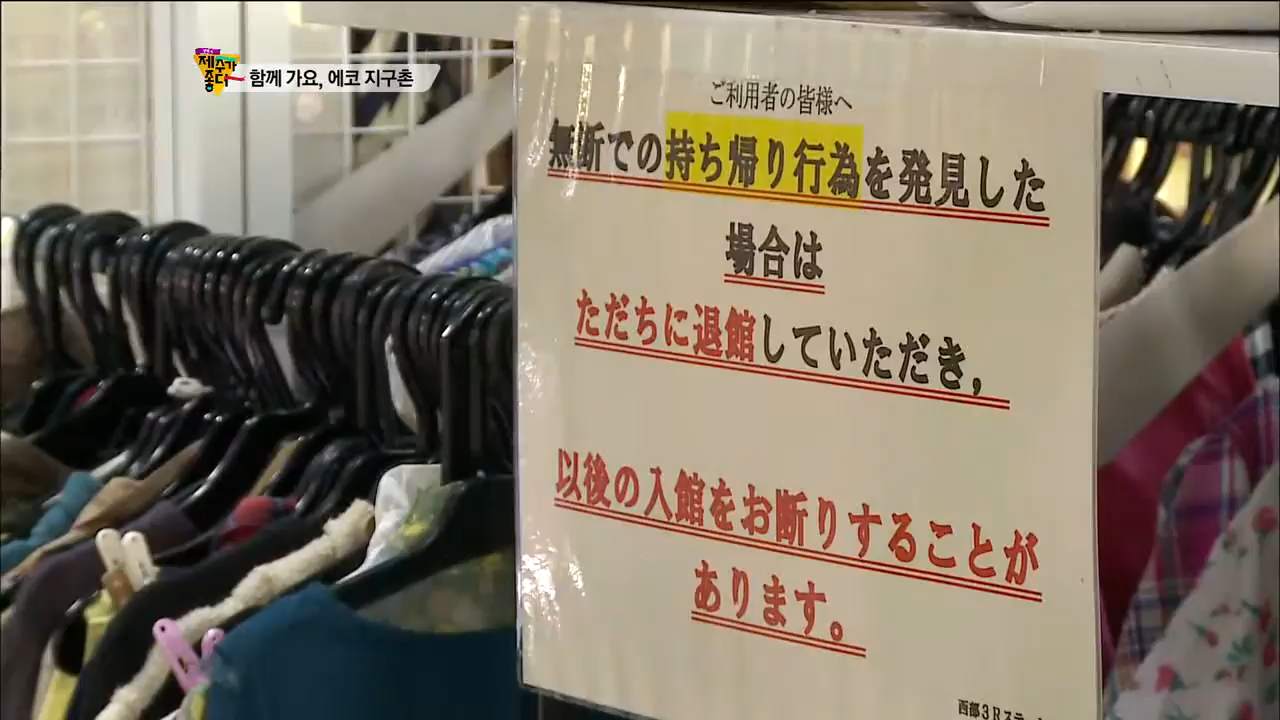 제주가
좋다
함께 가요, 에코 지구촌
ご利用者の皆様へ
無断での持ち帰り行為を発見した
場合は
ただちに退館していただき,
以後の入館をお断りすることが
あります。
西部3Rステ